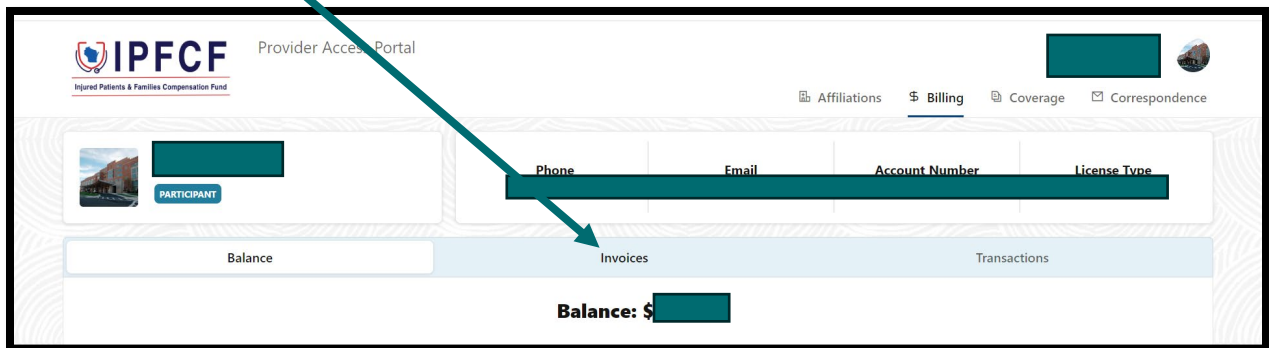 IPFCF
Injured Patients & Families Compensation Fund
Provider Access Portal
Affiliations $ Billing Coverage Correspondence
PARTICIPANT
Phone Email Account Number License Type
Balance Invoices Transactions
Balance: $